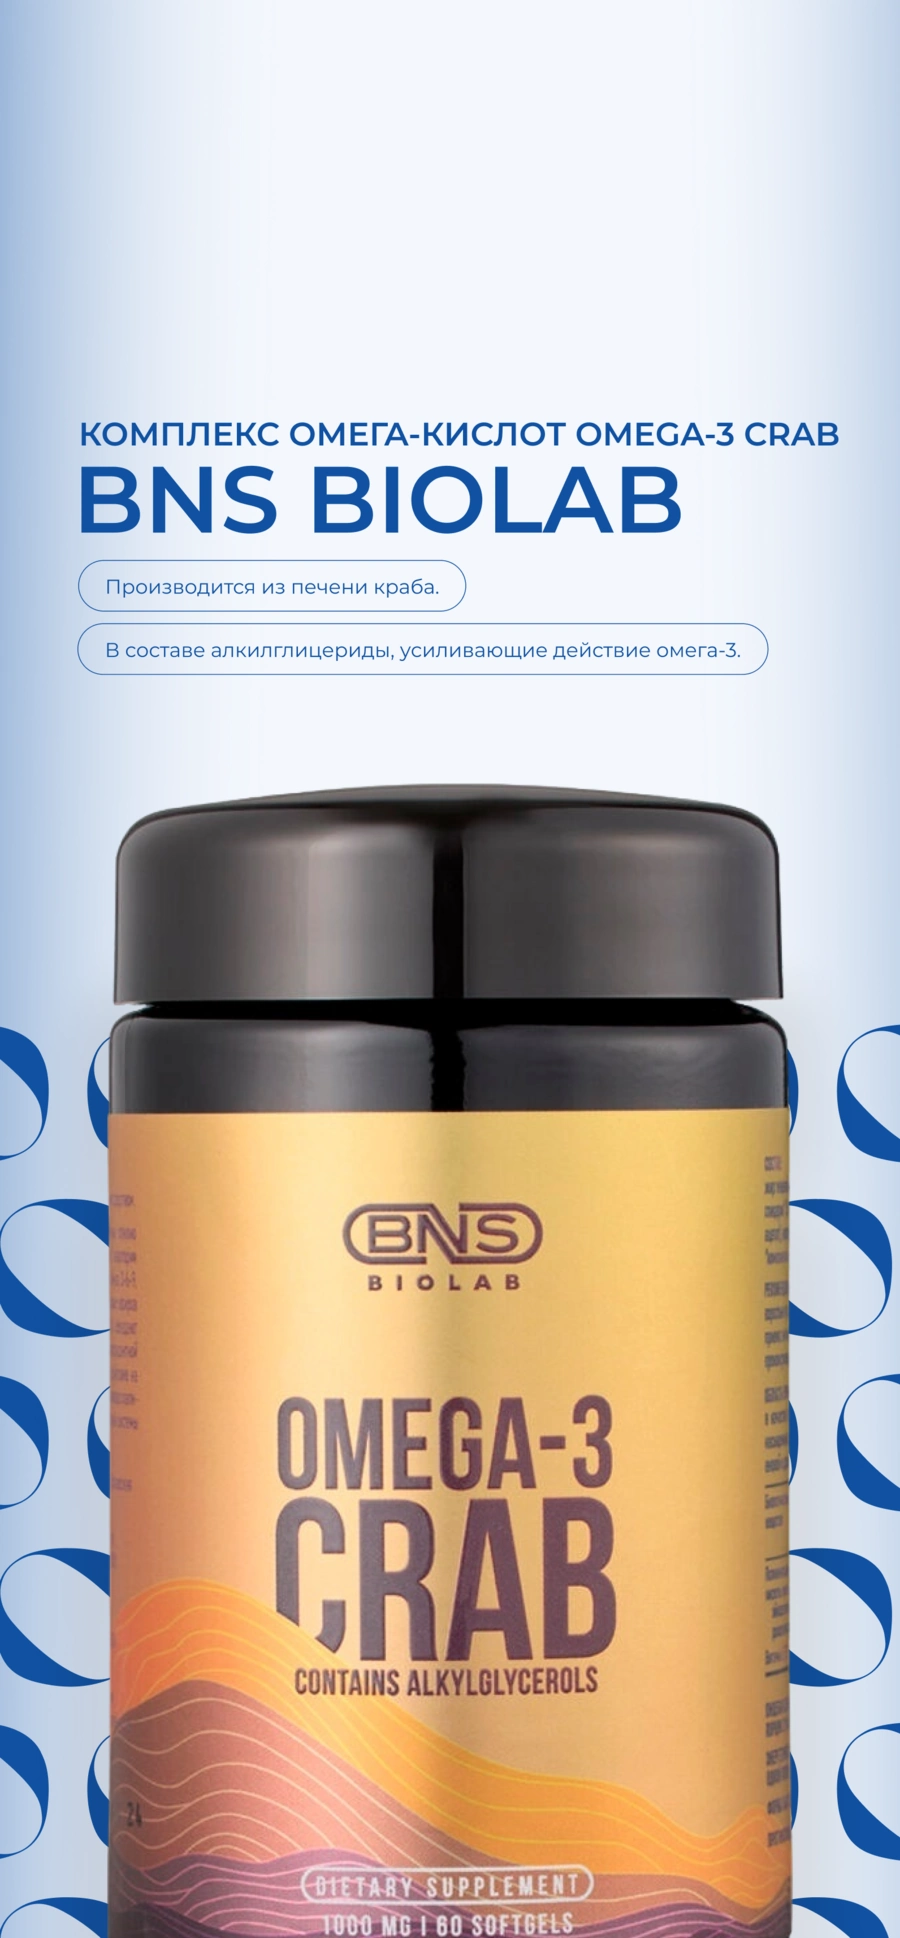 КОМПЛЕКС ОМЕГА-КИСЛОТ OMEGA-3 CRAB
BNS BIOLAB
Производится из печени краба.
В составе алкилглицериды, усиливающие действие омега-3.
BNS
BIOLAB
OMEGA-3
CRAB
CONTAINS ALKYLGLYCEROLS
24
DIETARY SUPPLEMENT
1000 MG | 60 SOFTGELS